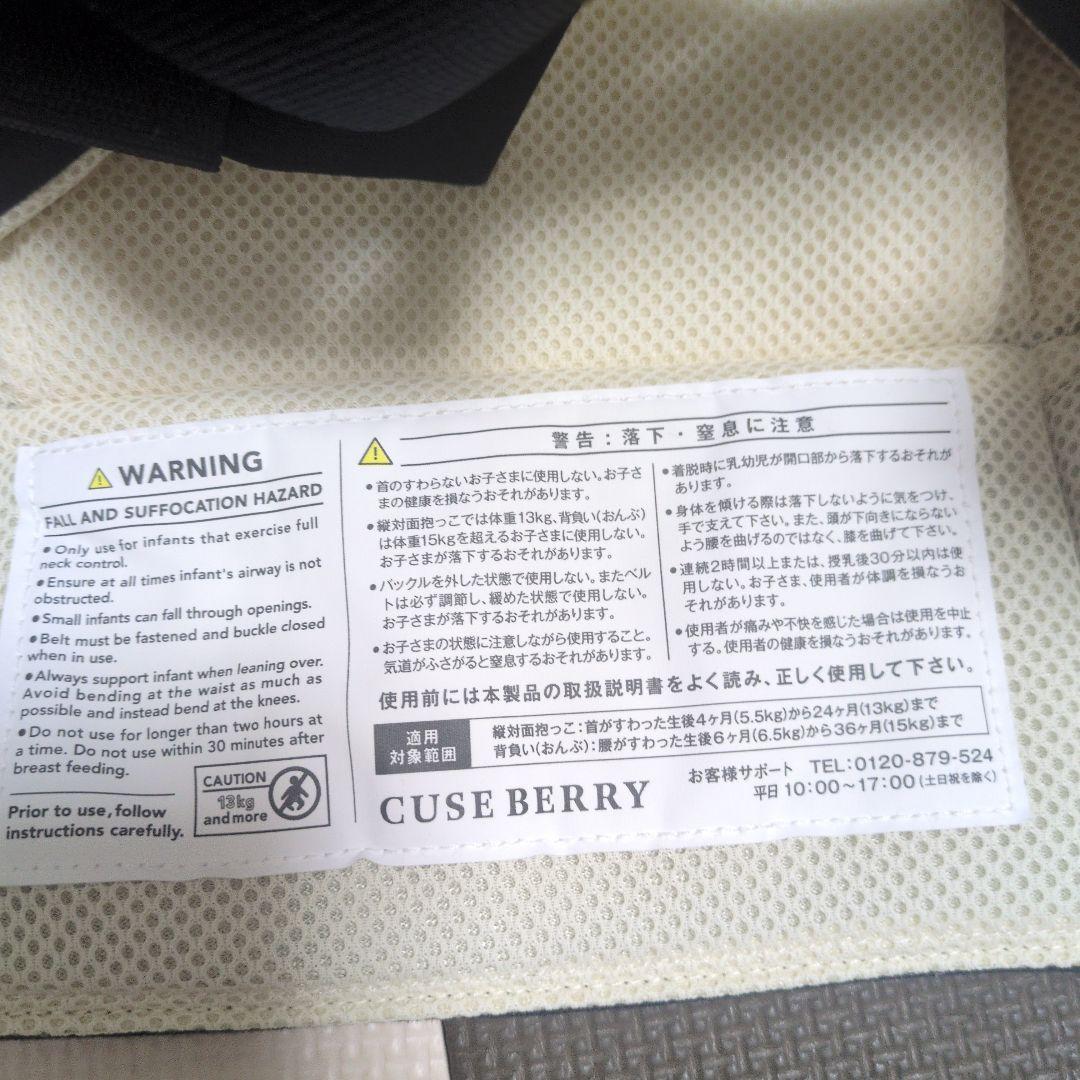 ⚠ WARNING
FALL AND SUFFOCATION HAZARD
●Only use for infants that exercise full
neck control.
●Ensure at all times infant's airway is not
obstructed.
●Small infants can fall through openings.
●Belt must be fastened and buckle closed
when in use.
●Always support infant when leaning over.
Avoid bending at the waist as much as
possible and instead bend at the knees.
●Do not use for longer than two hours at
a time. Do not use within 30 minutes after
breast feeding.
Prior to use, follow
instructions carefully.
CAUTION
13kg
and more
⚠ 警告:落下・窒息に注意
●首のすわらないお子さまに使用しない。お子さ
まの健康を損なうおそれがあります。
●縦対面抱っこでは体重13kg、背負い(おんぶ)
は体重15kgを超えるお子さまに使用しない。
お子さまが落下するおそれがあります。
●バックルを外した状態で使用しない。またベル
トは必ず調節し、緩めた状態で使用しない。
お子さまが落下するおそれがあります。
●お子さまの状態に注意しながら使用すること。
気道がふさがると窒息するおそれがあります。
●着脱時に乳幼児が開口部から落下するおそれが
あります。
●身体を傾ける際は落下しないように気をつけ、
手で支えて下さい。また、頭が下向きにならない
よう腰を曲げるのではなく、膝を曲げて下さい。
●連続2時間以上または、授乳後30分以内は使
用しない。お子さま、使用者が体調を損なうお
それがあります。
●使用者が痛みや不快を感じた場合は使用を中止
する。使用者の健康を損なうおそれがあります。
使用前には本製品の取扱説明書をよく読み、正しく使用して下さい。
適用
対象範囲
縦対面抱っこ:首がすわった生後4ヶ月(5.5kg)から24ヶ月(13kg)まで
背負い(おんぶ):腰がすわった生後6ヶ月(6.5kg)から36ヶ月(15kg)まで
CUSE BERRY
お客様サポート TEL:0120-879-524
平日 10:00～17:00(土日祝を除く)